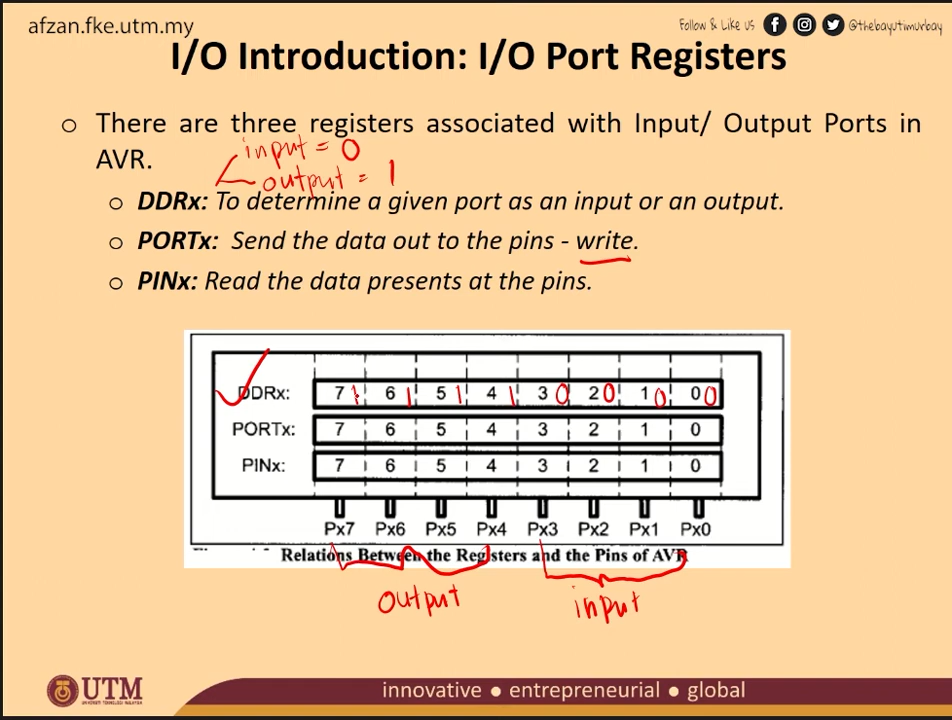 afzan.fke.utm.my
Follow & Like us @thebayutimurbay
I/O Introduction: I/O Port Registers
o There are three registers associated with Input/ Output Ports in
AVR.
input = 0
output = 1
o DDRx: To determine a given port as an input or an output.
o PORTx: Send the data out to the pins - write.
o PINx: Read the data presents at the pins.
DDRx: 7 1 6 1 5 1 4 1 3 0 2 0 1 0 0 0
PORTx: 7 6 5 4 3 2 1 0
PINx: 7 6 5 4 3 2 1 0
Px7 Px6 Px5 Px4 Px3 Px2 Px1 Px0
Relations Between the Registers and the Pins of AVR
output input
UTM
UNIVERSITI TEKNOLOGI MALAYSIA
innovative ● entrepreneurial ● global